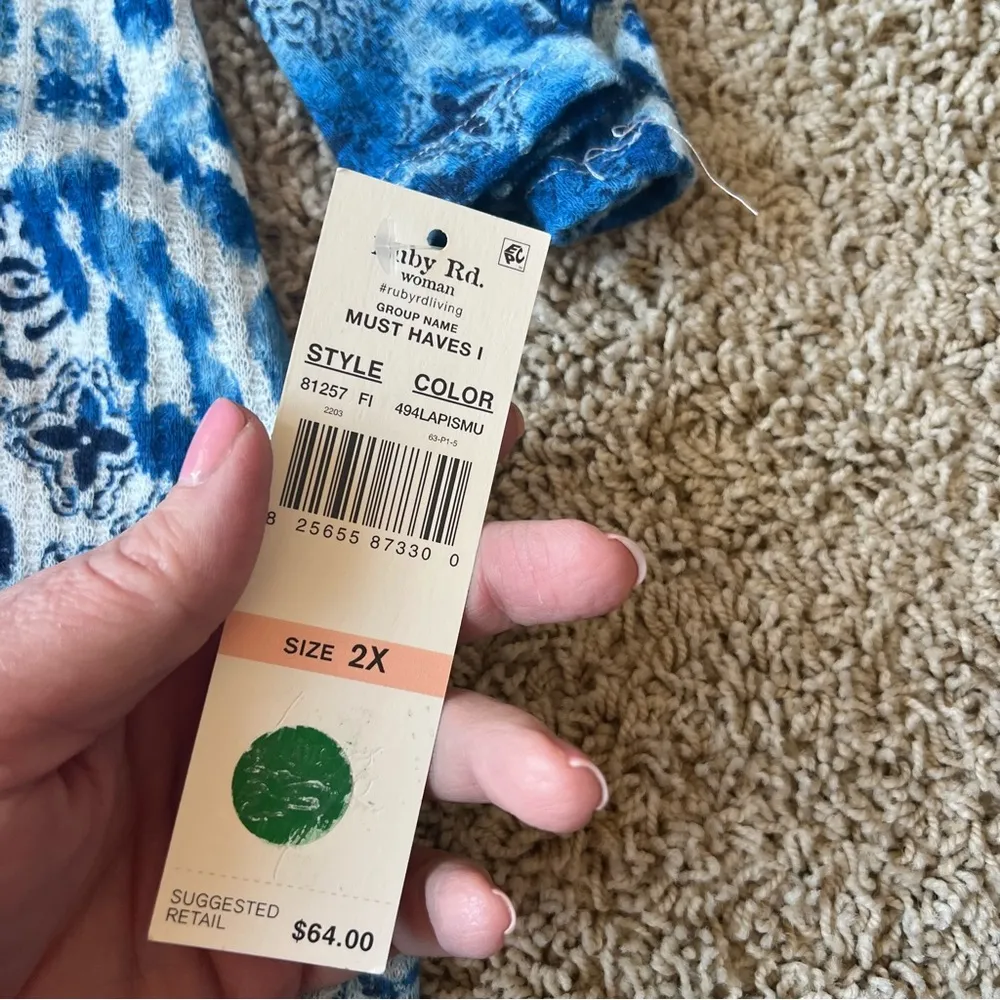 Ruby Rd.
woman
#rubyrdliving
GROUP NAME
MUST HAVES I
STYLE COLOR
81257 FI 494LAPISMU
2203 63-P1-5
8 25655 87330 0
SIZE 2X
SUGGESTED
RETAIL $64.00